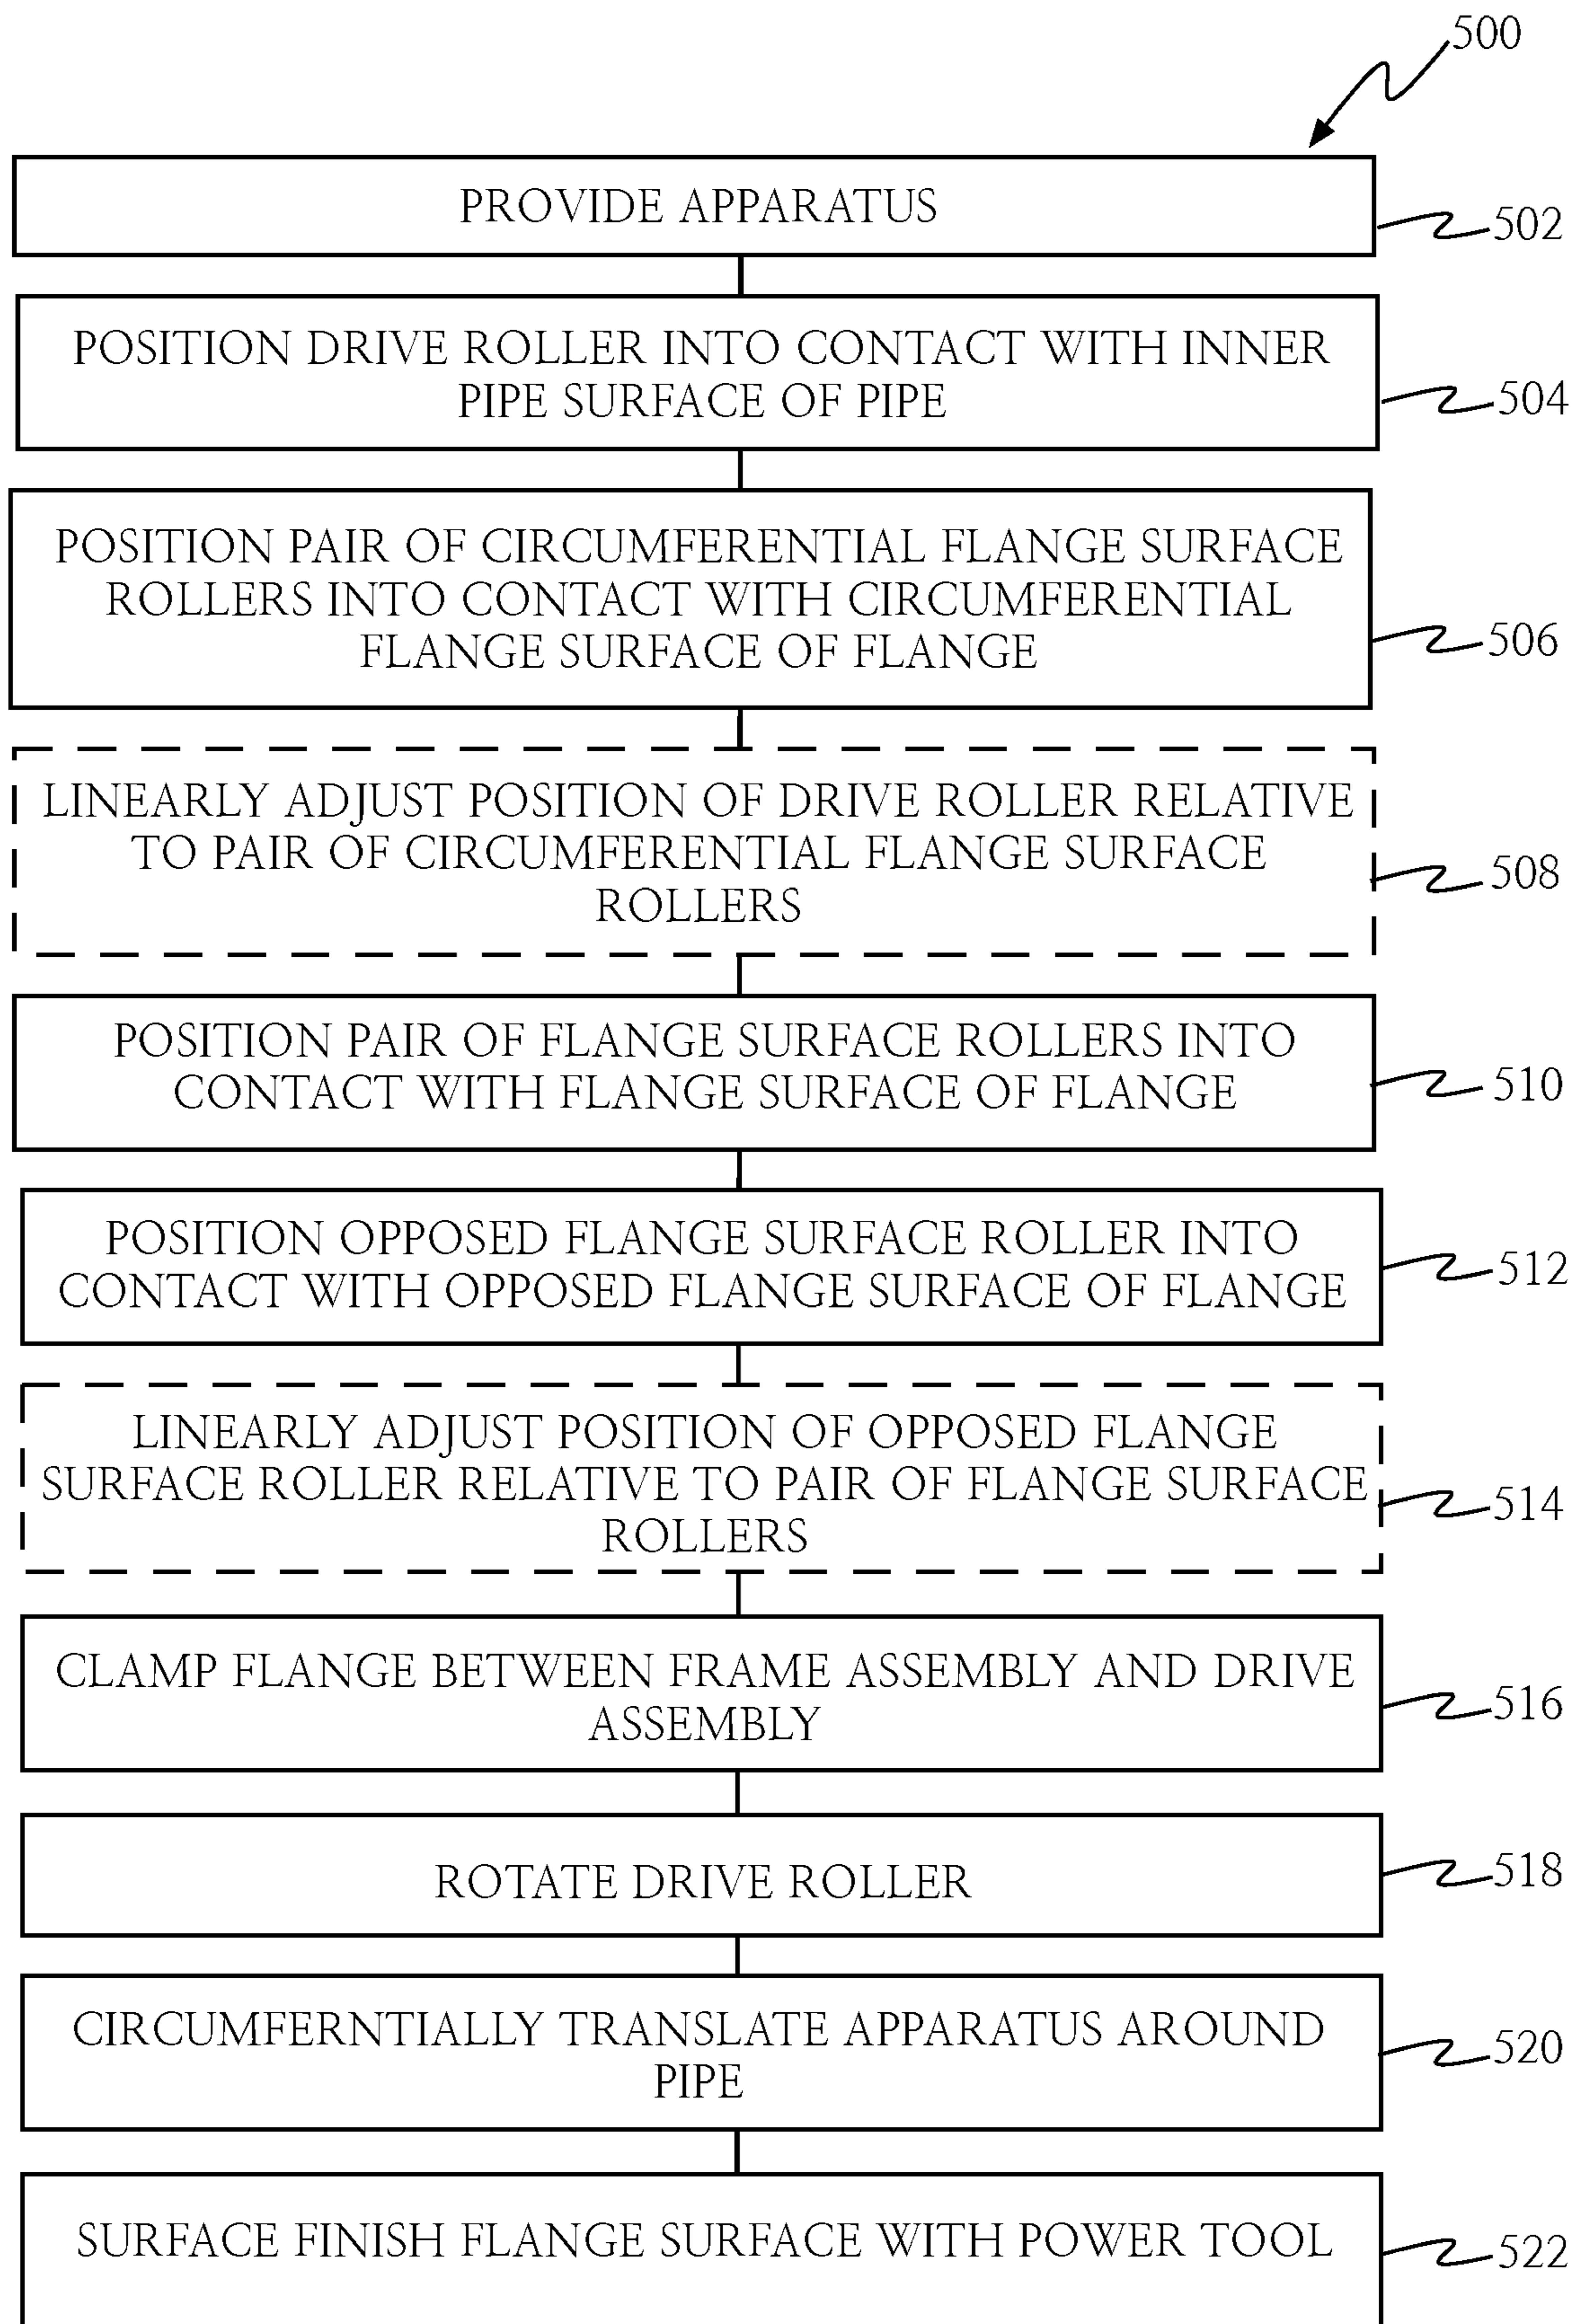 500
PROVIDE APPARATUS
502
POSITION DRIVE ROLLER INTO CONTACT WITH INNER
PIPE SURFACE OF PIPE
504
POSITION PAIR OF CIRCUMFERENTIAL FLANGE SURFACE
ROLLERS INTO CONTACT WITH CIRCUMFERENTIAL
FLANGE SURFACE OF FLANGE
506
LINEARLY ADJUST POSITION OF DRIVE ROLLER RELATIVE
TO PAIR OF CIRCUMFERENTIAL FLANGE SURFACE
ROLLERS
508
POSITION PAIR OF FLANGE SURFACE ROLLERS INTO
CONTACT WITH FLANGE SURFACE OF FLANGE
510
POSITION OPPOSED FLANGE SURFACE ROLLER INTO
CONTACT WITH OPPOSED FLANGE SURFACE OF FLANGE
512
LINEARLY ADJUST POSITION OF OPPOSED FLANGE
SURFACE ROLLER RELATIVE TO PAIR OF FLANGE SURFACE
ROLLERS
514
CLAMP FLANGE BETWEEN FRAME ASSEMBLY AND DRIVE
ASSEMBLY
516
ROTATE DRIVE ROLLER
518
CIRCUMFERNTIALLY TRANSLATE APPARATUS AROUND
PIPE
520
SURFACE FINISH FLANGE SURFACE WITH POWER TOOL
522